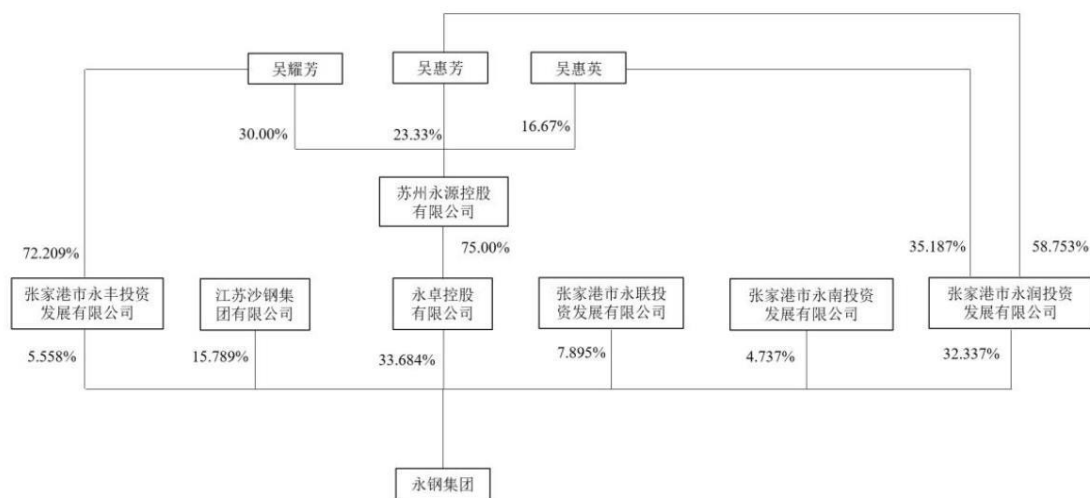 吴耀芳
吴惠芳
吴惠英
30.00%
23.33%
16.67%
苏州永源控股
有限公司
72.209%
75.00%
35.187%
58.753%
张家港市永丰投资
发展有限公司
江苏沙钢集
团有限公司
永卓控股
有限公司
张家港市永联投
资发展有限公司
张家港市永南投资
发展有限公司
张家港市永润投资
发展有限公司
5.558%
15.789%
33.684%
7.895%
4.737%
32.337%
永钢集团